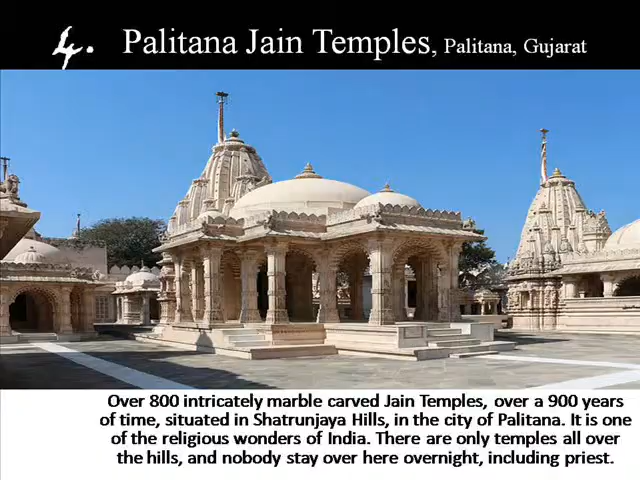 4. Palitana Jain Temples, Palitana, Gujarat
Over 800 intricately marble carved Jain Temples, over a 900 years
of time, situated in Shatrunjaya Hills, in the city of Palitana. It is one
of the religious wonders of India. There are only temples all over
the hills, and nobody stay over here overnight, including priest.